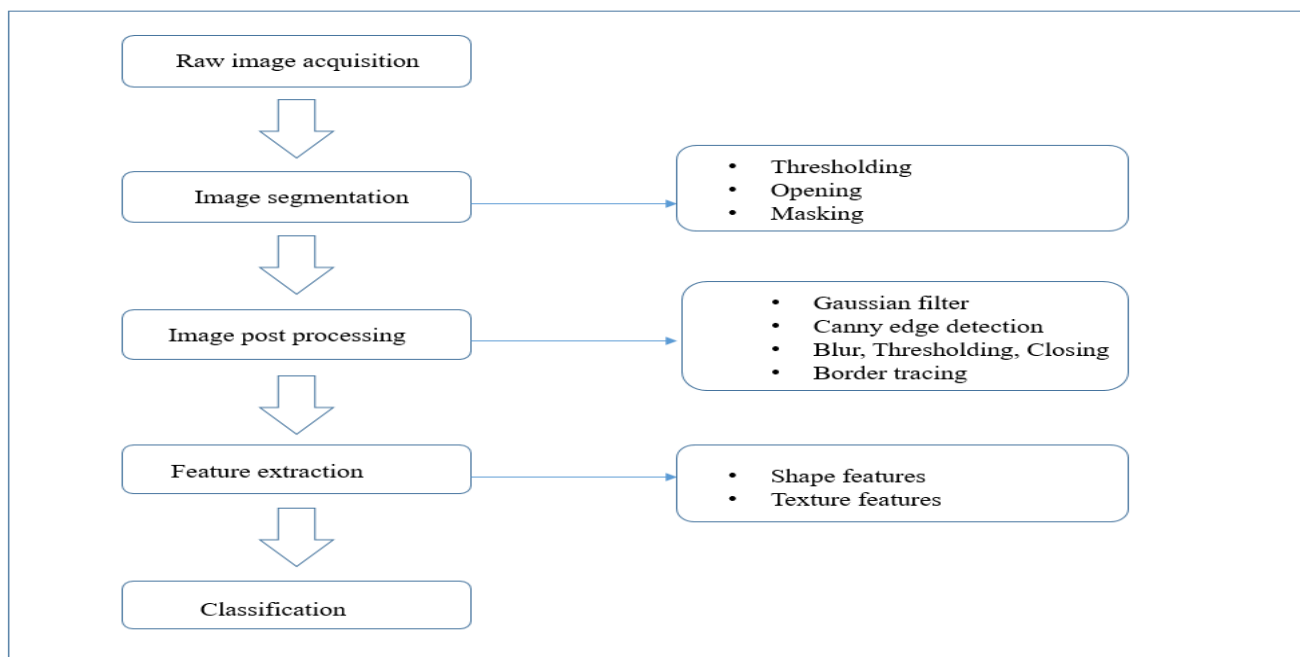 Raw image acquisition
Image segmentation
• Thresholding
• Opening
• Masking
Image post processing
• Gaussian filter
• Canny edge detection
• Blur, Thresholding, Closing
• Border tracing
Feature extraction
• Shape features
• Texture features
Classification